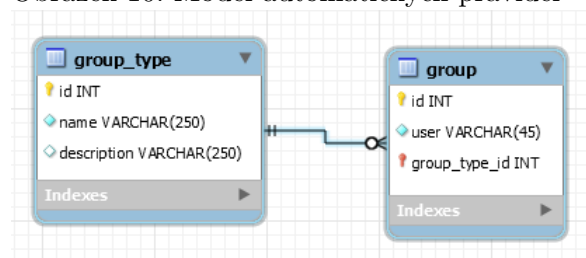 group_type
id INT
name VARCHAR(250)
description VARCHAR(250)
Indexes
group
id INT
user VARCHAR(45)
group_type_id INT
Indexes